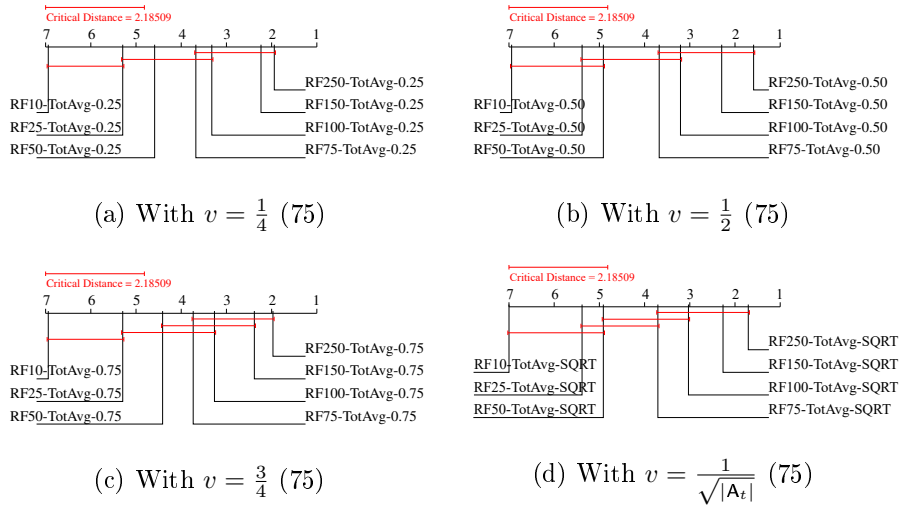 Critical Distance = 2.18509
7 6 5 4 3 2 1
RF250-TotAvg-0.25
RF10-TotAvg-0.25 RF150-TotAvg-0.25
RF25-TotAvg-0.25 RF100-TotAvg-0.25
RF50-TotAvg-0.25 RF75-TotAvg-0.25
(a) With v = 1/4 (75)
Critical Distance = 2.18509
7 6 5 4 3 2 1
RF250-TotAvg-0.50
RF10-TotAvg-0.50 RF150-TotAvg-0.50
RF25-TotAvg-0.50 RF100-TotAvg-0.50
RF50-TotAvg-0.50 RF75-TotAvg-0.50
(b) With v = 1/2 (75)
Critical Distance = 2.18509
7 6 5 4 3 2 1
RF250-TotAvg-0.75
RF10-TotAvg-0.75 RF150-TotAvg-0.75
RF25-TotAvg-0.75 RF100-TotAvg-0.75
RF50-TotAvg-0.75 RF75-TotAvg-0.75
(c) With v = 3/4 (75)
Critical Distance = 2.18509
7 6 5 4 3 2 1
RF250-TotAvg-SQRT
RF10-TotAvg-SQRT RF150-TotAvg-SQRT
RF25-TotAvg-SQRT RF100-TotAvg-SQRT
RF50-TotAvg-SQRT RF75-TotAvg-SQRT
(d) With v = 1/√|A_t| (75)